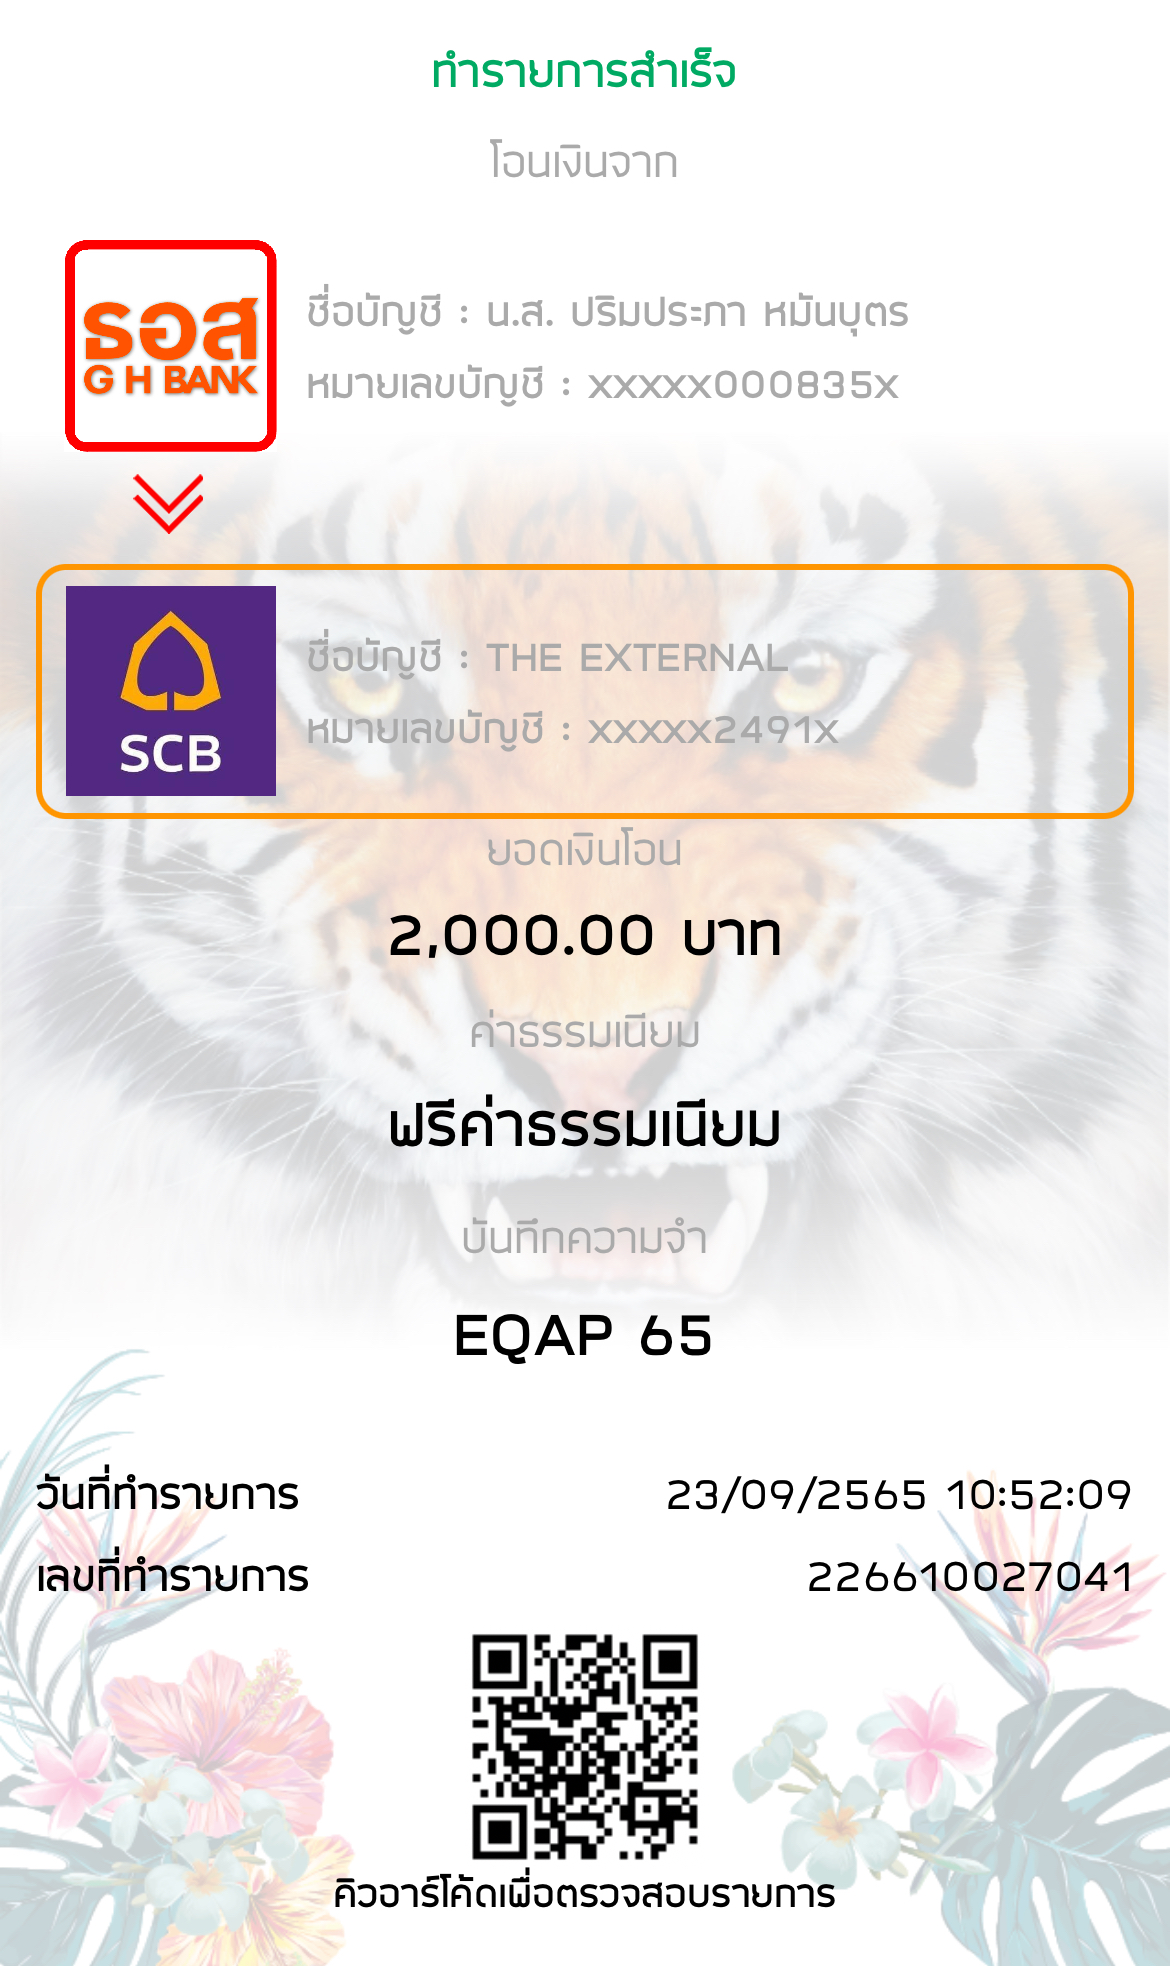 ทำรายการสำเร็จ
โอนเงินจาก
ธอส
G H BANK
ชื่อบัญชี : น.ส. ปริมประภา หมันบุตร
หมายเลขบัญชี : xxxxx000835x
SCB
ชื่อบัญชี : THE EXTERNAL
หมายเลขบัญชี : xxxxx2491x
ยอดเงินโอน
2,000.00 บาท
ค่าธรรมเนียม
ฟรีค่าธรรมเนียม
บันทึกความจำ
EQAP 65
วันที่ทำรายการ 23/09/2565 10:52:09
เลขที่ทำรายการ 226610027041
คิวอาร์โค้ดเพื่อตรวจสอบรายการ